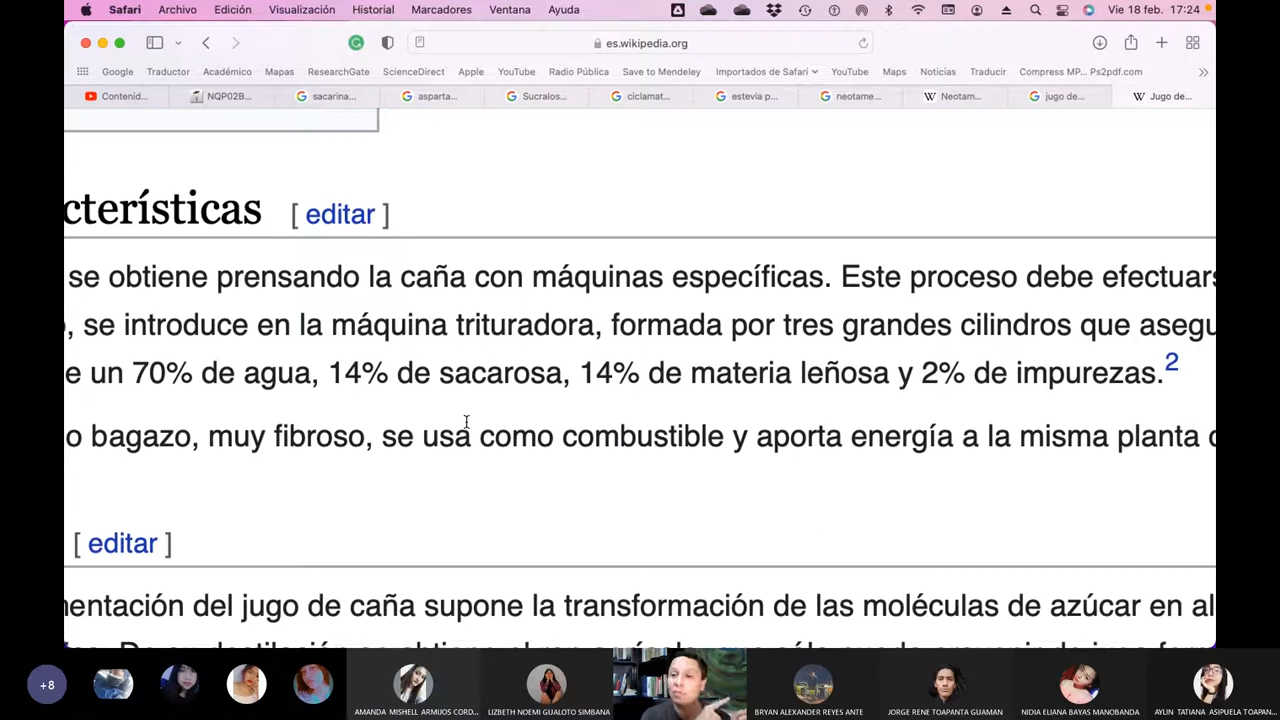 Safari Archivo Edición Visualización Historial Marcadores Ventana Ayuda Vie 18 feb. 17:24
es.wikipedia.org
Google Traductor Académico Mapas ResearchGate ScienceDirect Apple YouTube Radio Pública Save to Mendeley Importados de Safari YouTube Maps Noticias Traducir Compress MP... Ps2pdf.com
Contenid... NQP02B... sacarina... asparta... Sucralos... ciclamat... estevia p... neotame... Neotam... jugo de... Jugo de...
cterísticas [ editar ]
se obtiene prensando la caña con máquinas específicas. Este proceso debe efectuars
, se introduce en la máquina trituradora, formada por tres grandes cilindros que asegu
e un 70% de agua, 14% de sacarosa, 14% de materia leñosa y 2% de impurezas.2
o bagazo, muy fibroso, se usa como combustible y aporta energía a la misma planta
[ editar ]
mentación del jugo de caña supone la transformación de las moléculas de azúcar en al
+8 AMANDA MISHELL ARMIJOS CORD... LIZBETH NOEMI GUALOTO SIMBANA BRYAN ALEXANDER REYES ANTE JORGE RENE TOAPANTA GUAMAN NIDIA ELIANA BAYAS MANOBANDA AYLIN TATIANA ASIPUELA TOAPAN...